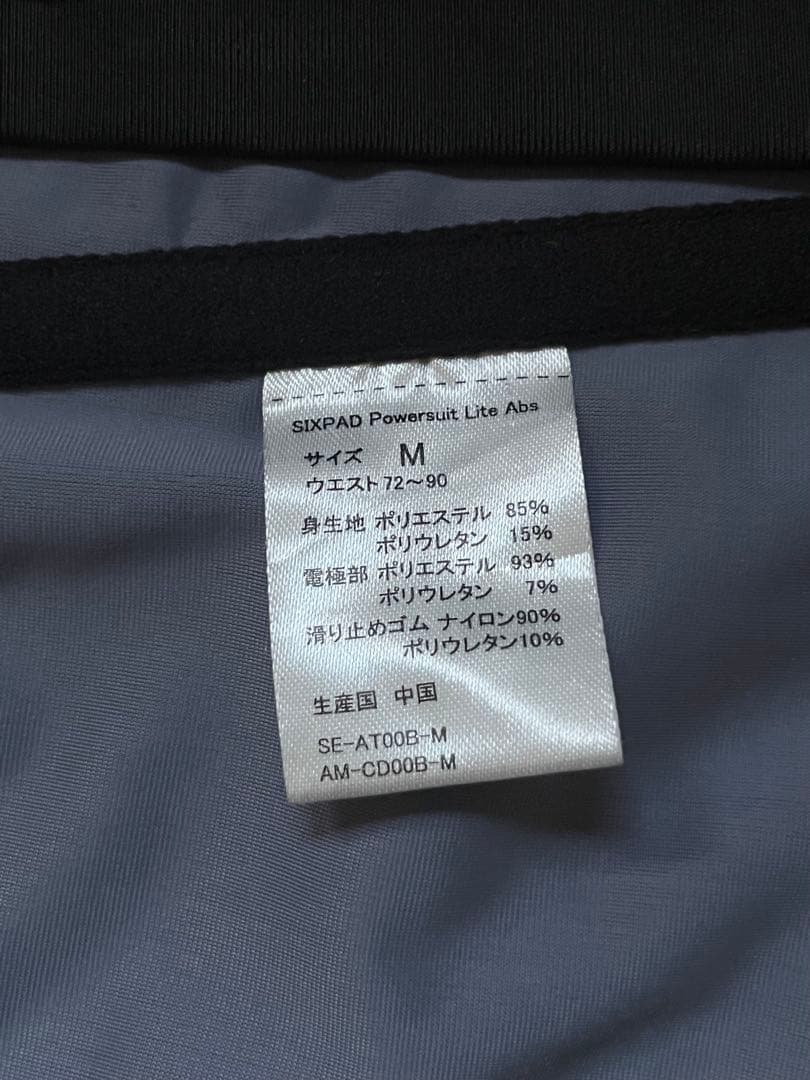 SIXPAD Powersuit Lite Abs
サイズ M
ウエスト72～90
身生地 ポリエステル 85%
ポリウレタン 15%
電極部 ポリエステル 93%
ポリウレタン 7%
滑り止めゴム ナイロン90%
ポリウレタン10%
生産国 中国
SE-AT00B-M
AM-CD00B-M